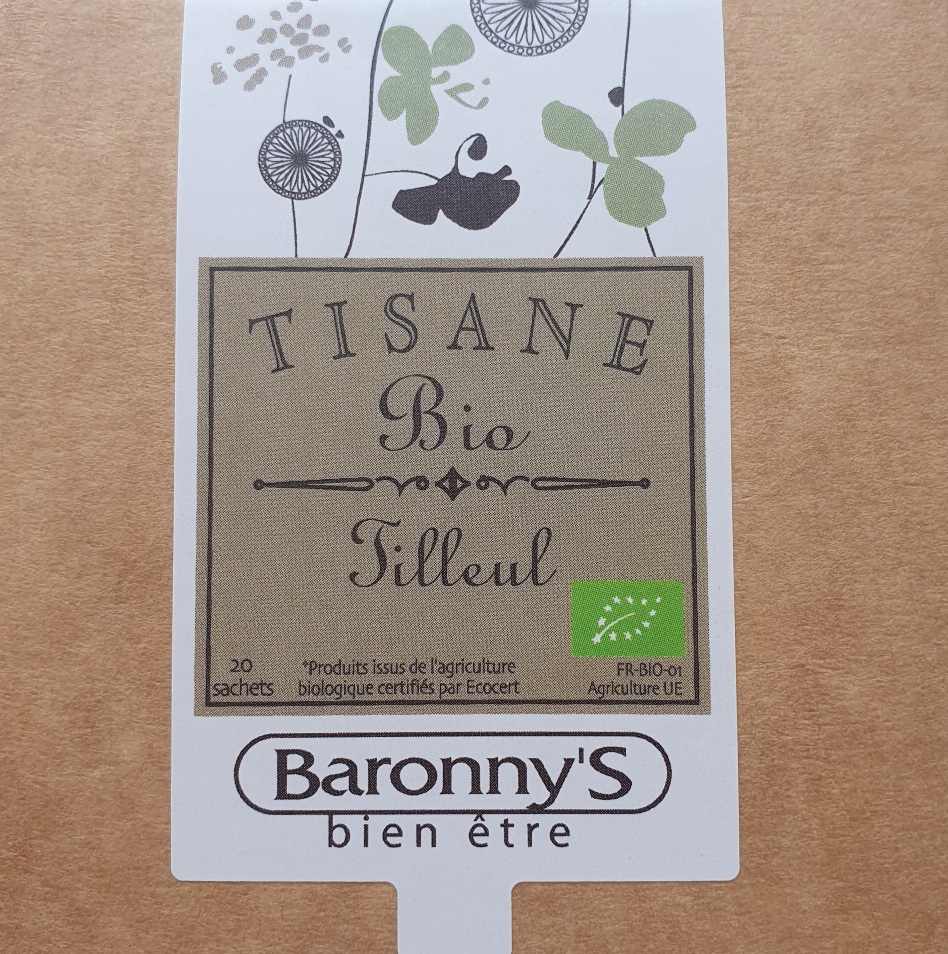 TISANE
Bio
Tilleul
20
sachets
*Produits issus de l'agriculture
biologique certifiés par Ecocert
FR-BIO-01
Agriculture UE
Baronny'S
bien être